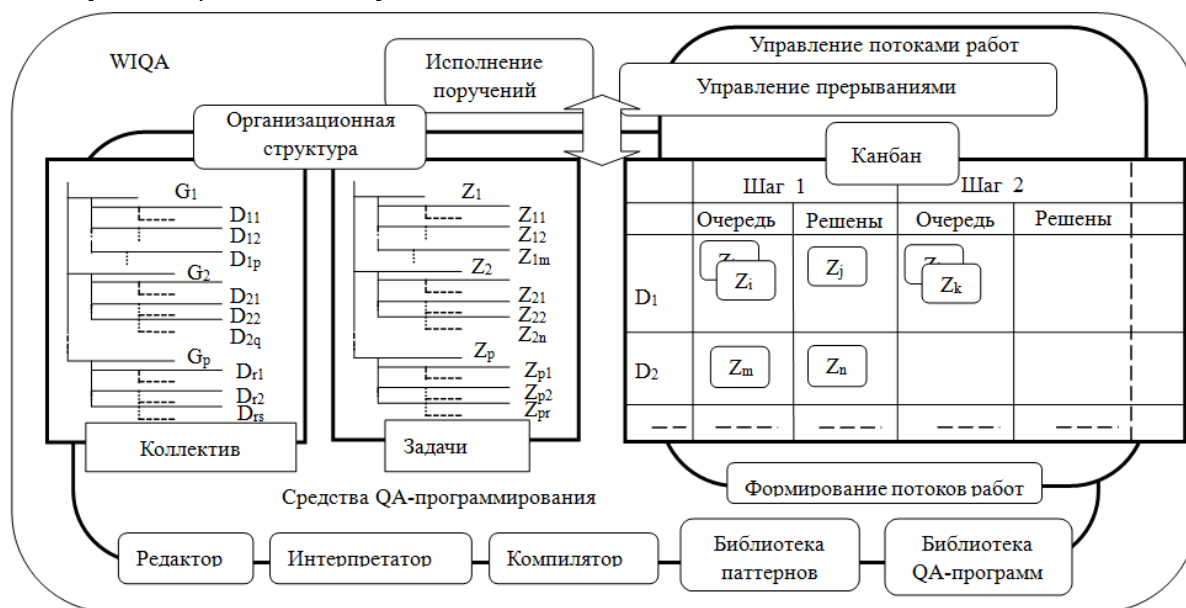 WIQA
Исполнение
поручений
Управление потоками работ
Управление прерываниями
Организационная
структура
Канбан
G1
D11
D12
D1p
G2
D21
D22
D2q
Gp
Dr1
Dr2
Drs
Коллектив
Z1
Z11
Z12
Z1m
Z2
Z21
Z22
Z2n
Zp
Zp1
Zp2
Zpr
Задачи
Шаг 1 Шаг 2
Очередь Решены Очередь Решены
D1 Zi Zj Zk
D2 Zm Zn
Средства QA-программирования
Формирование потоков работ
Редактор
Интерпретатор
Компилятор
Библиотека
паттернов
Библиотека
QA-программ